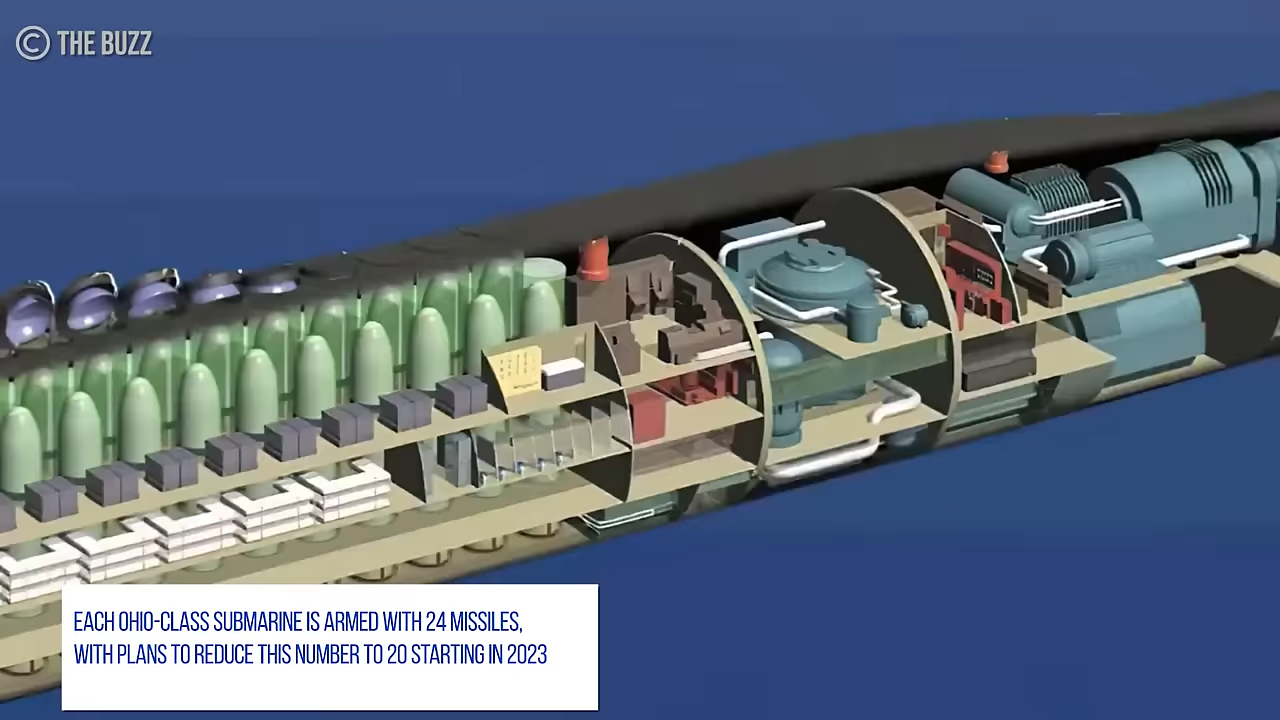 © THE BUZZ
EACH OHIO-CLASS SUBMARINE IS ARMED WITH 24 MISSILES,
WITH PLANS TO REDUCE THIS NUMBER TO 20 STARTING IN 2023